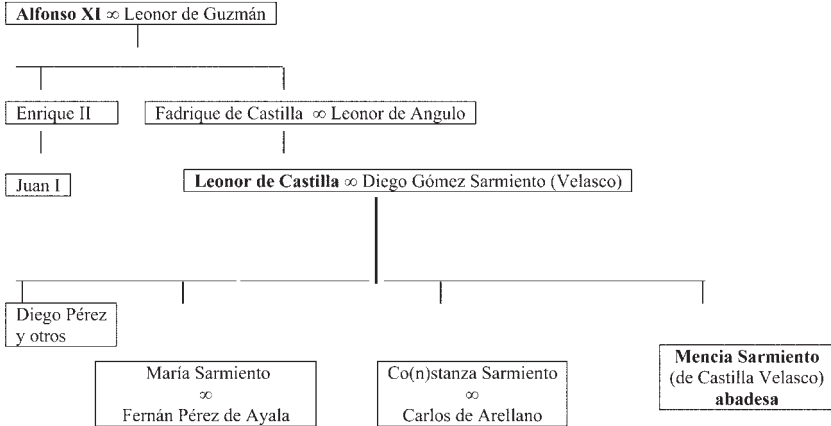 Alfonso XI ∞ Leonor de Guzmán
Enrique II
Fadrique de Castilla ∞ Leonor de Angulo
Juan I
Leonor de Castilla ∞ Diego Gómez Sarmiento (Velasco)
Diego Pérez
y otros
María Sarmiento
∞
Fernán Pérez de Ayala
Co(n)stanza Sarmiento
∞
Carlos de Arellano
Mencia Sarmiento
(de Castilla Velasco)
abadesa